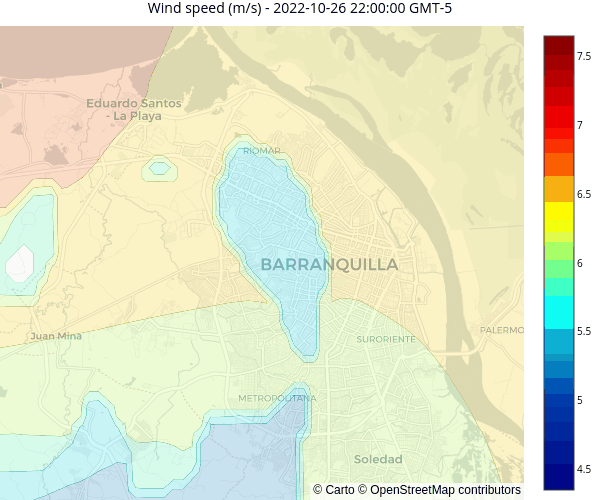 Wind speed (m/s) - 2022-10-26 22:00:00 GMT-5
7.5
7
6.5
6
5.5
5
4.5
Eduardo Santos
- La Playa
RIOMAR
BARRANQUILLA
Juan Mina
PALERMO
SURORIENTE
METROPOLITANA
Soledad
© Carto © OpenStreetMap contributors